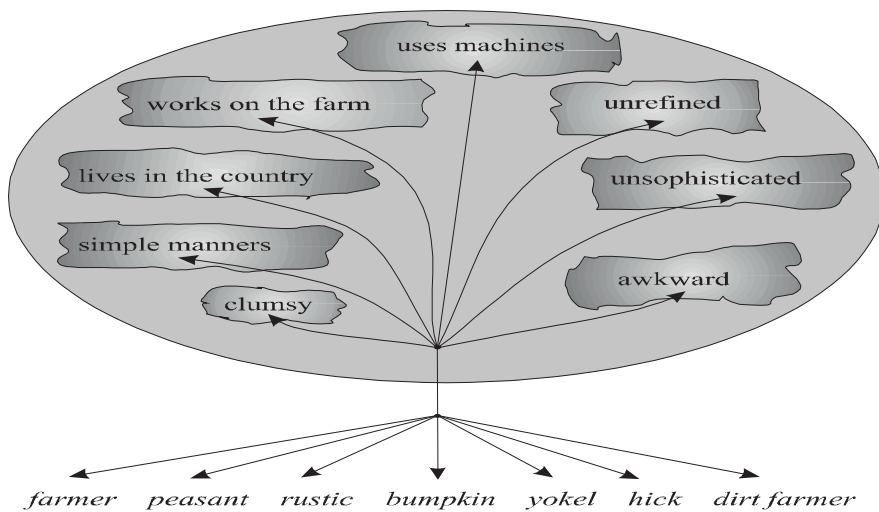 uses machines
works on the farm
unrefined
lives in the country
unsophisticated
simple manners
awkward
clumsy
farmer peasant rustic bumpkin yokel hick dirt farmer